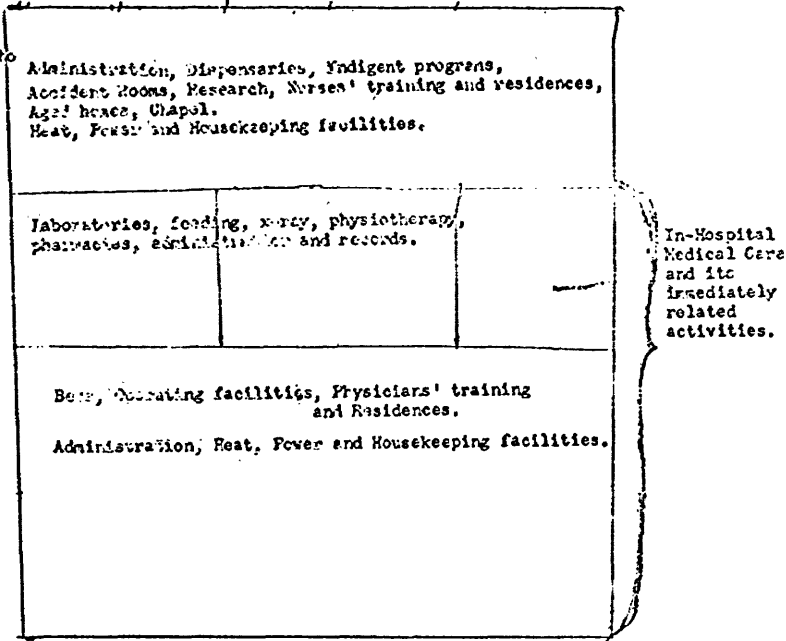 to
Administration, Dispensaries, Indigent programs,
Accident Rooms, Research, Nurses' training and residences,
Aged homes, Chapel.
Heat, Power and Housekeeping facilities.
Laboratories, feeding, x-ray, physiotherapy,
pharmacies, administration and records.
In-Hospital
Medical Care
and its
immediately
related
activities.
Beds, Operating facilities, Physicians' training
and Residences.
Administration, Heat, Power and Housekeeping facilities.